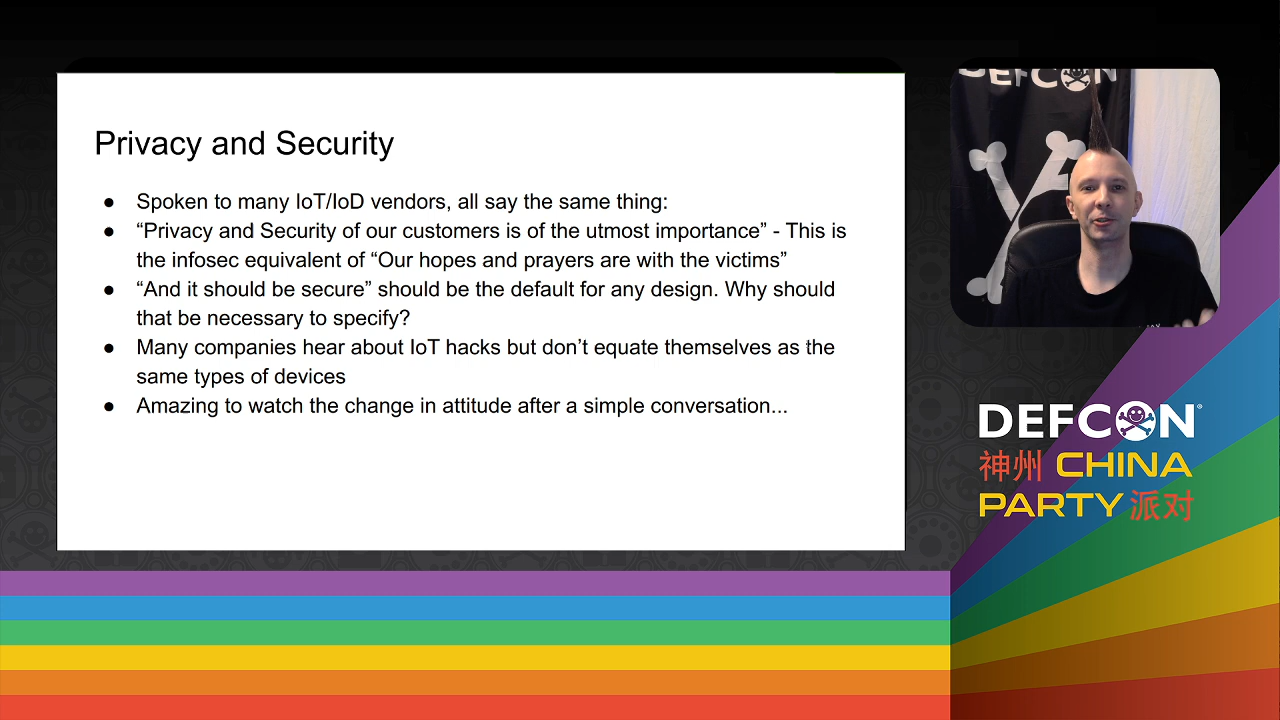 Privacy and Security
● Spoken to many IoT/IoD vendors, all say the same thing:
● “Privacy and Security of our customers is of the utmost importance” - This is
the infosec equivalent of “Our hopes and prayers are with the victims”
● “And it should be secure” should be the default for any design. Why should
that be necessary to specify?
● Many companies hear about IoT hacks but don’t equate themselves as the
same types of devices
● Amazing to watch the change in attitude after a simple conversation...
DEFCON
DEFCON®
神州 CHINA
PARTY 派对